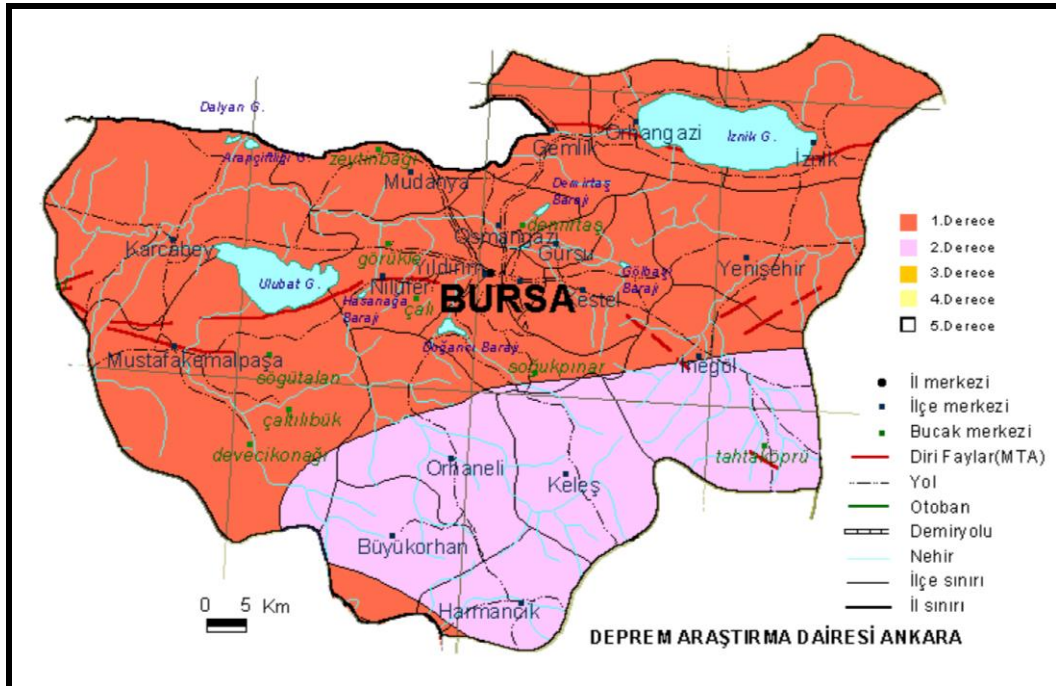 Dalyan G.
Arapçiftliği G.
zeytinbağı
Mudanya
Gemlik
Orhangazi
İznik G.
İznik
Demirtaş
Barajı
demirtaş
Osmangazi
Gürsu
Karcabey
görükle
Yıldırım
Gölbaşı
Barajı
Yenişehir
Ulubat G.
Nilüfer
BURSA
Kestel
Hasanağa
Barajı
çalı
Doğancı Barajı
Mustafakemalpaşa
İnegöl
söğütalan
soğukpınar
çaltılıbük
devecikonağı
Orhaneli
Keleş
tahtaköprü
Büyükorhan
Harmancık
0 5 Km
1.Derece
2.Derece
3.Derece
4.Derece
5.Derece
İl merkezi
İlçe merkezi
Bucak merkezi
Diri Faylar(MTA)
Yol
Otoban
Demiryolu
Nehir
İlçe sınırı
İl sınırı
DEPREM ARAŞTIRMA DAİRESİ ANKARA